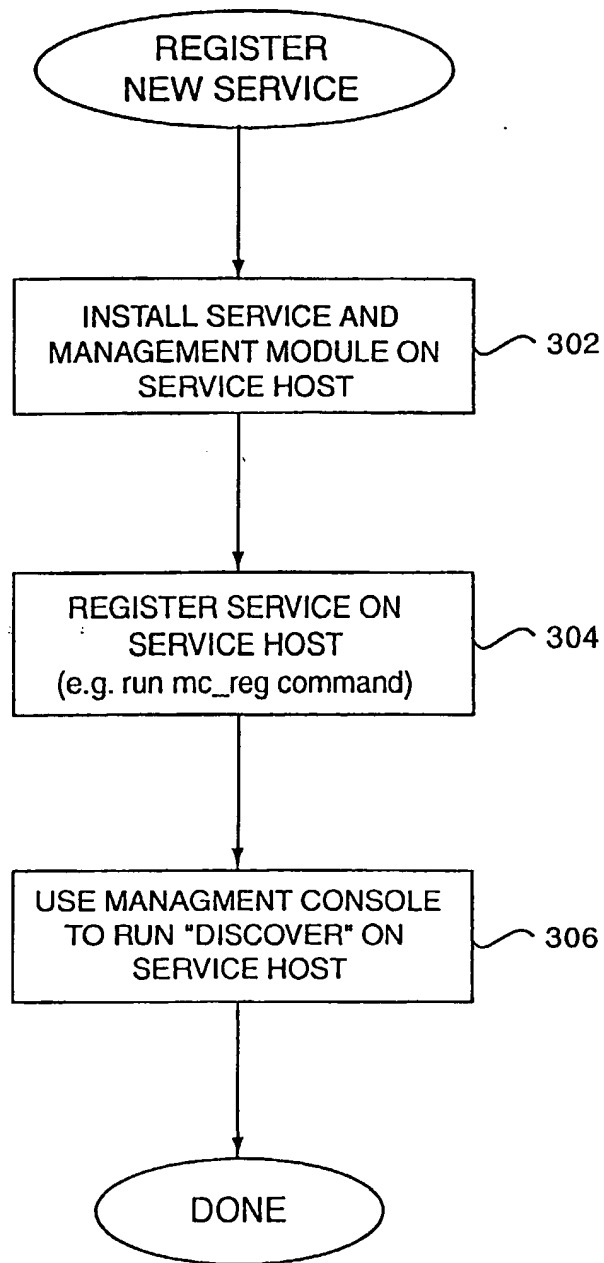 REGISTER
NEW SERVICE
INSTALL SERVICE AND
MANAGEMENT MODULE ON
SERVICE HOST
302
REGISTER SERVICE ON
SERVICE HOST
(e.g. run mc_reg command)
304
USE MANAGMENT CONSOLE
TO RUN "DISCOVER" ON
SERVICE HOST
306
DONE